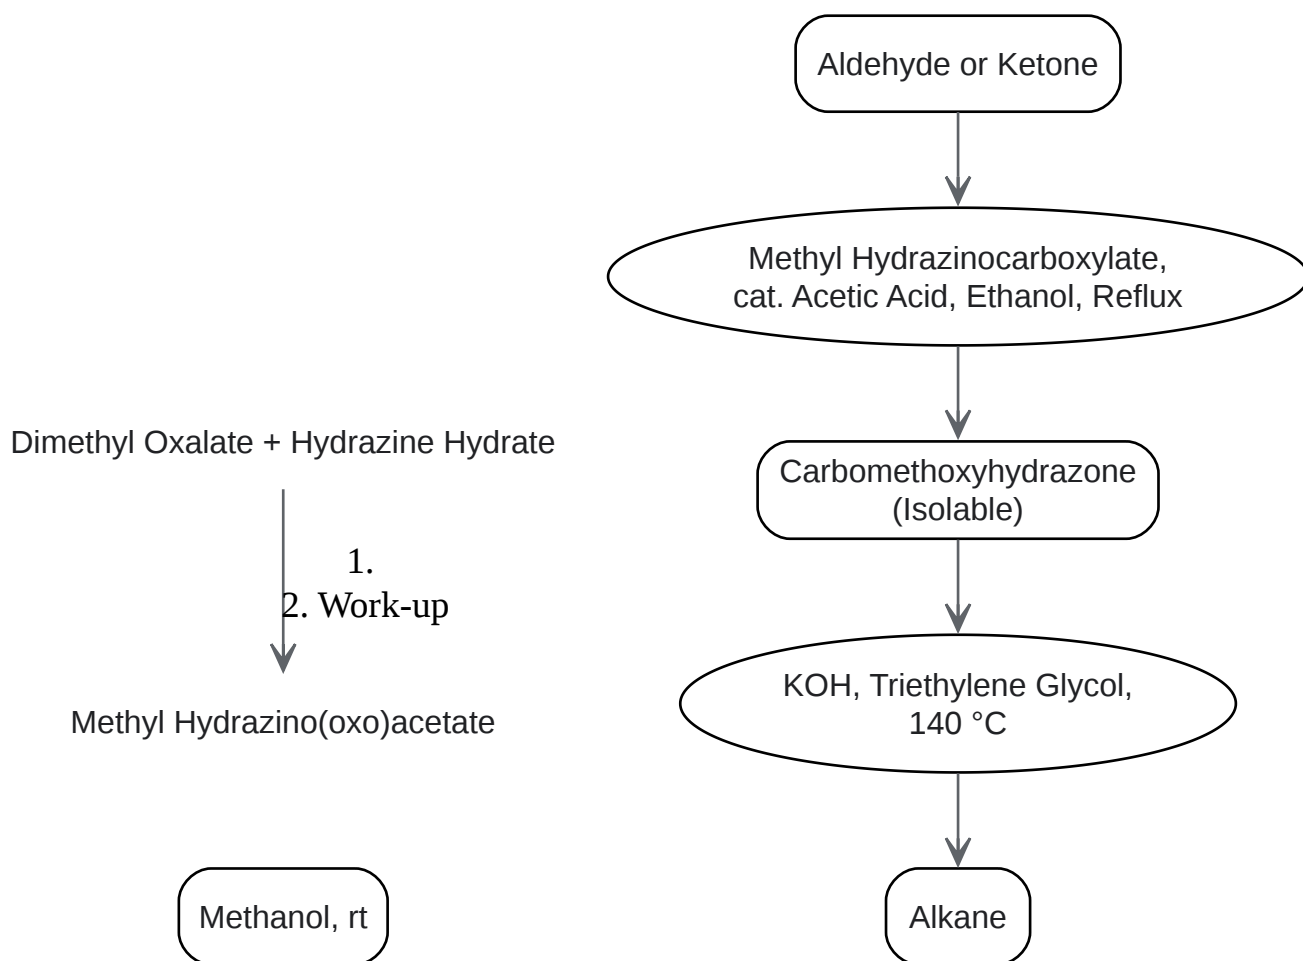 Aldehyde or Ketone
Methyl Hydrazinocarboxylate,
cat. Acetic Acid, Ethanol, Reflux
Carbomethoxyhydrazone
(Isolable)
KOH, Triethylene Glycol,
140 °C
Alkane
Dimethyl Oxalate + Hydrazine Hydrate
1.
2. Work-up
Methyl Hydrazino(oxo)acetate
Methanol, rt